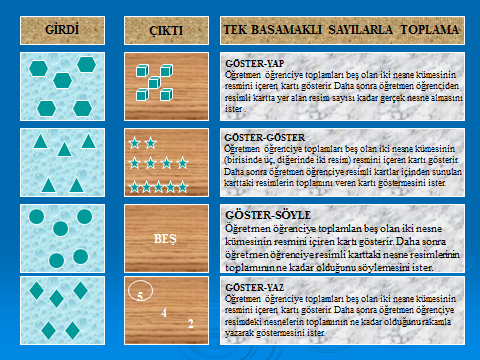 GİRDİ
ÇIKTI
TEK BASAMAKLI SAYILARLA TOPLAMA
GÖSTER-YAP
Öğretmen öğrenciye toplamları beş olan iki nesne kümesinin
resmini içeren kartı gösterir. Daha sonra öğretmen öğrenciden
resimli kartta yer alan resim sayısı kadar gerçek nesne almasını
ister .
GÖSTER-GÖSTER
Öğretmen öğrenciye toplamları beş olan iki nesne kümesinin
(birisinde üç, diğerinde iki resim) resmini içeren kartı gösterir.
Daha sonra öğretmen öğrenciye resimli kartlar içinden sunulan
karttaki resimlerin toplamını veren kartı göstermesini ister.
BEŞ
GÖSTER-SÖYLE
Öğretmen öğrenciye toplamları beş olan iki nesne
kümesinin resmini içiren kartı gösterir. Daha sonra
öğretmen öğrenciye resimli karttaki nesne resimlerinin
toplamının ne kadar olduğunu söylemesini ister.
5
4
2
GÖSTER-YAZ
Öğretmen öğrenciye toplamları beş olan iki nesne kümesinin
resmini içeren kartı gösterir. Daha sonra öğretmen öğrenciye
resimdeki nesnelerin toplamının ne kadar olduğunu rakamla
yazarak göstermesini ister